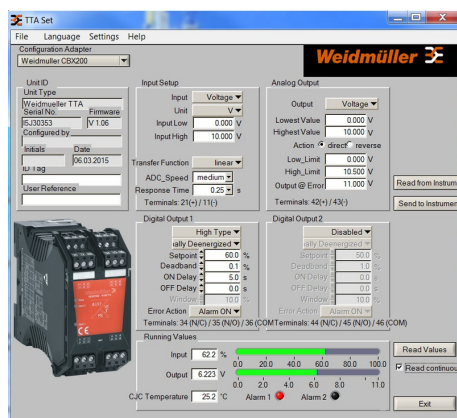 TTA Set
File Language Settings Help
Configuration Adapter
Weidmuller CBX200
Weidmüller
Unit ID
Unit Type
Weidmueller TTA
Serial No. Firmware
I5J30353 V 1.06
Configured by
Initials Date
06.03.2015
ID Tag
User Reference
Input Setup
Input Voltage
Unit V
Input Low 0.000 V
Input High 10.000 V
Transfer Function linear
ADC_Speed medium
Response Time 0.25 s
Terminals: 21(+) / 11(-)
Analog Output
Output Voltage
Lowest Value 0.000 V
Highest Value 10.000 V
Action direct reverse
Low_Limit 0.000 V
High_Limit 10.500 V
Output @ Error 11.000 V
Terminals: 42(+) / 43(-)
Read from Instrum
Send to Instrumen
Digital Output 1
High Type
ally Deenergized
Setpoint 60.0 %
Deadband 0.1 %
ON Delay 5.0 s
OFF Delay 0.0 s
Window 10.0 %
Error Action Alarm ON
Terminals: 34 (N/C) / 35 (N/O) / 36 (COM
Digital Output 2
Disabled
ally Deenergized
Setpoint 50.0 %
Deadband 1.0 %
ON Delay 0.0 s
OFF Delay 0.0 s
Window 10.0 %
Error Action Alarm ON
Terminals: 44 (N/C) / 45 (N/O) / 46 (COM)
Running Values
Input 62.2 %
0.0 20.0 40.0 60.0 80.0 100.0
Output 6.223 V
0.0 2.0 4.0 6.0 8.0 11.0
CJC Temperature 25.2 °C Alarm 1 Alarm 2
Read Values
Read continuou
Exit